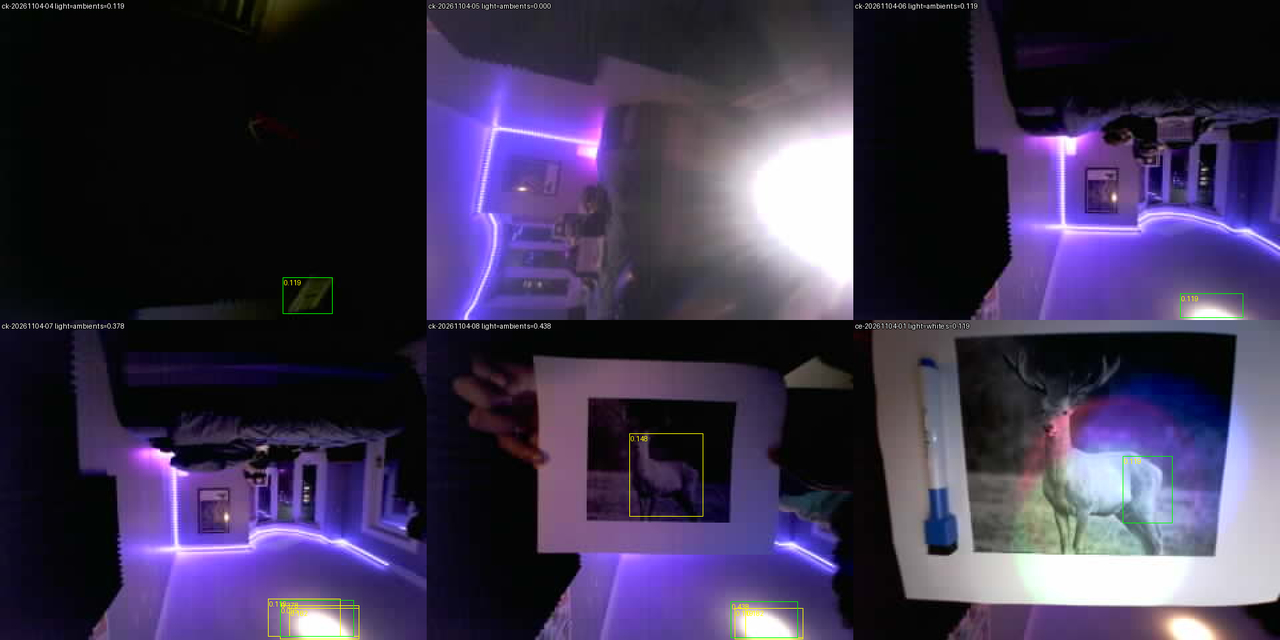 ck-20261104-04 light=ambients=0.119
ck-20261104-05 light=ambients=0.000
ck-20261104-06 light=ambients=0.119
0.119
0.119
ck-20261104-07 light=ambients=0.378
ck-20261104-08 light=ambients=0.438
ce-20261104-01 light=whites=0.119
0.148
0.438